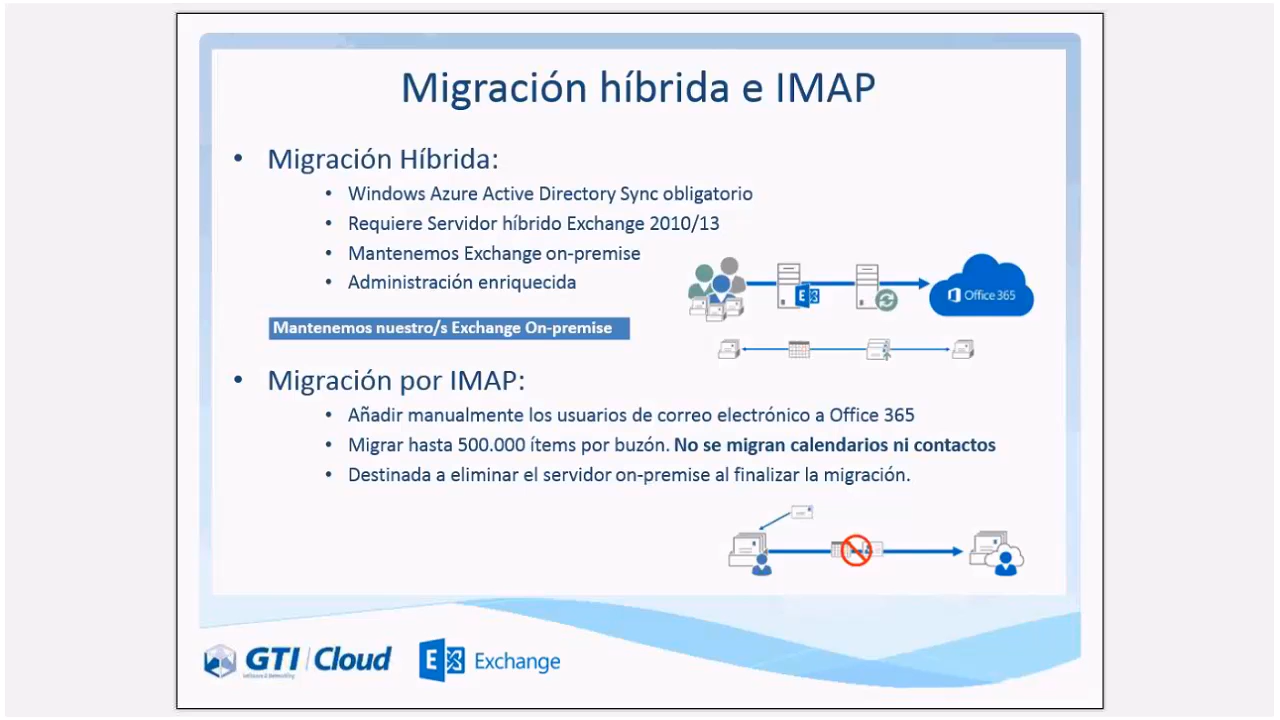 Migración híbrida e IMAP
• Migración Híbrida:
• Windows Azure Active Directory Sync obligatorio
• Requiere Servidor híbrido Exchange 2010/13
• Mantenemos Exchange on-premise
• Administración enriquecida
Office 365
Mantenemos nuestro/s Exchange On-premise
• Migración por IMAP:
• Añadir manualmente los usuarios de correo electrónico a Office 365
• Migrar hasta 500.000 ítems por buzón. No se migran calendarios ni contactos
• Destinada a eliminar el servidor on-premise al finalizar la migración.
GTI Cloud
Exchange